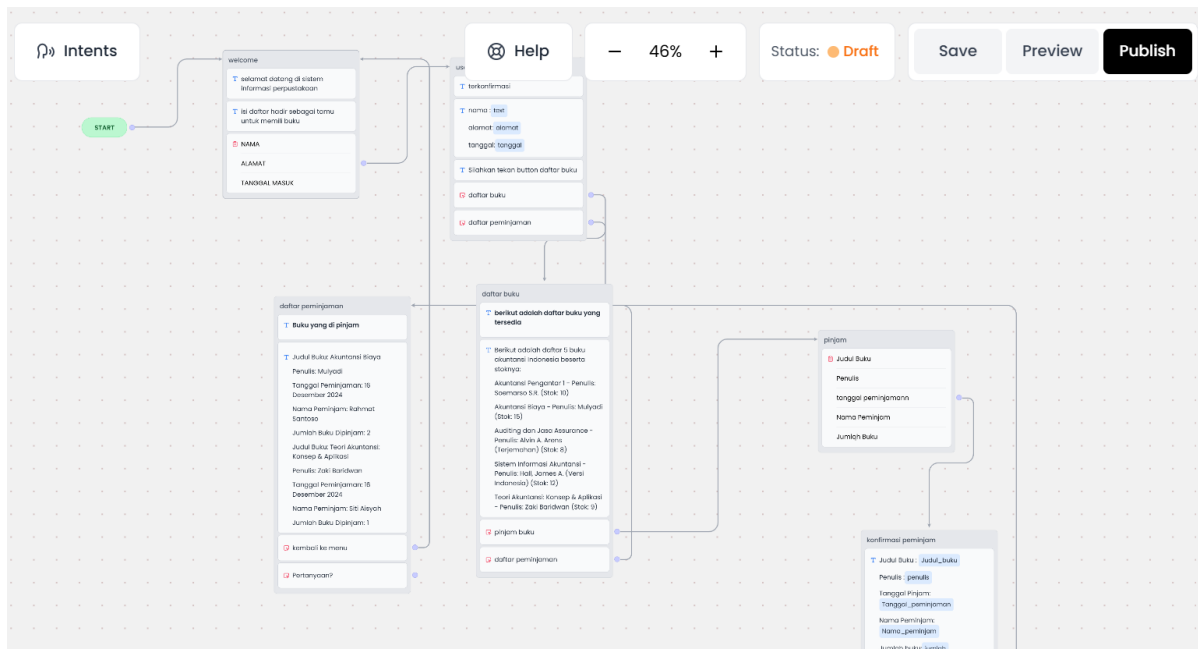 Intents
Help
46%
Status: Draft
Save
Preview
Publish
START
welcome
selamat datang di sistem
informasi perpustakaan
isi daftar hadir sebagai tamu
untuk memili buku
NAMA
ALAMAT
TANGGAL MASUK
terkonfirmasi
nama : text
alamat: alamat
tanggal: tanggal
Silahkan tekan button daftar buku
daftar buku
daftar peminjaman
daftar peminjaman
Buku yang di pinjam
Judul Buku: Akuntansi Biaya
Penulis: Mulyadi
Tanggal Peminjaman: 15
Desember 2024
Nama Peminjam: Rahmat
Santoso
Jumlah Buku Dipinjam: 2
Judul Buku: Teori Akuntansi:
Konsep & Aplikasi
Penulis: Zaki Baridwan
Tanggal Peminjaman: 16
Desember 2024
Nama Peminjam: Siti Aisyah
Jumlah Buku Dipinjam: 1
kembali ke menu
Pertanyaan?
daftar buku
berikut adalah daftar buku yang
tersedia
Berikut adalah daftar 5 buku
akuntansi Indonesia beserta
stoknya:
Akuntansi Pengantar 1 - Penulis:
Soemarso S.R. (Stok: 10)
Akuntansi Biaya - Penulis: Mulyadi
(Stok: 15)
Auditing dan Jasa Assurance -
Penulis: Alvin A. Arens
(Terjemahan) (Stok: 8)
Sistem Informasi Akuntansi -
Penulis: Hall, James A. (Versi
Indonesia) (Stok: 12)
Teori Akuntansi: Konsep & Aplikasi
- Penulis: Zaki Baridwan (Stok: 9)
pinjam buku
daftar peminjaman
pinjam
Judul Buku
Penulis
tanggal peminjamann
Nama Peminjam
Jumlqh Buku
konfirmasi peminjam
Judul Buku : Judul_buku
Penulis : penulis
Tanggal Pinjam:
Tanggal_peminjaman
Nama Peminjam:
Nama_peminjam
Jumlah buku: jumlah